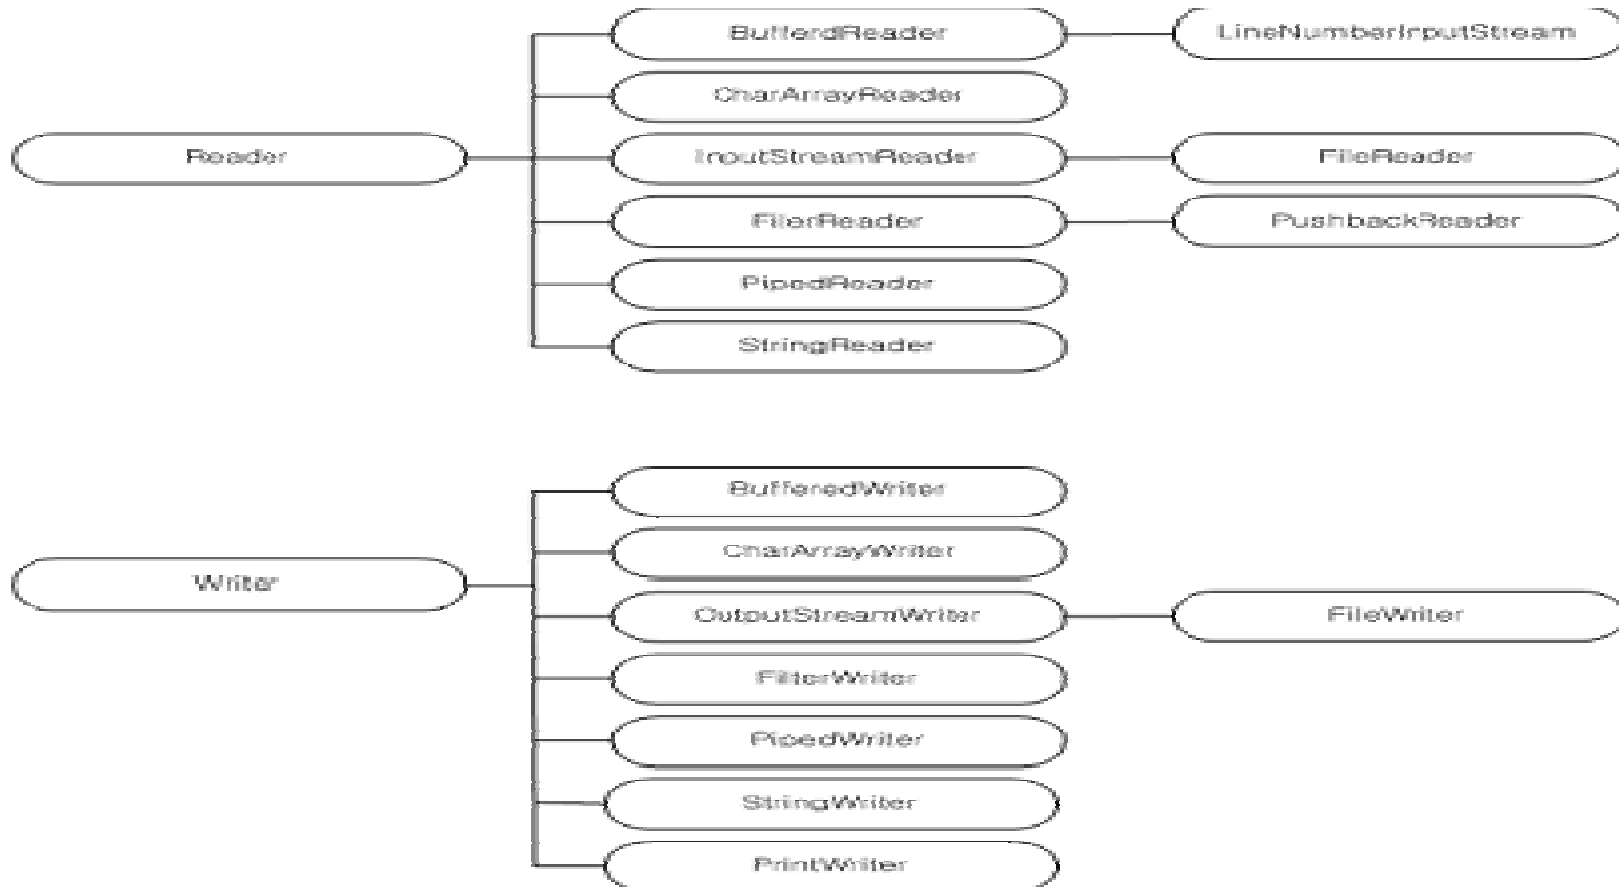 BufferdReader
LineNumberInputStream
CharArrayReader
Reader
InputStreamReader
FileReader
FilerReader
PushbackReader
PipedReader
StringReader
BufferedWriter
CharArrayWriter
Writer
OutputStreamWriter
FileWriter
FilterWriter
PipedWriter
StringWriter
PrintWriter